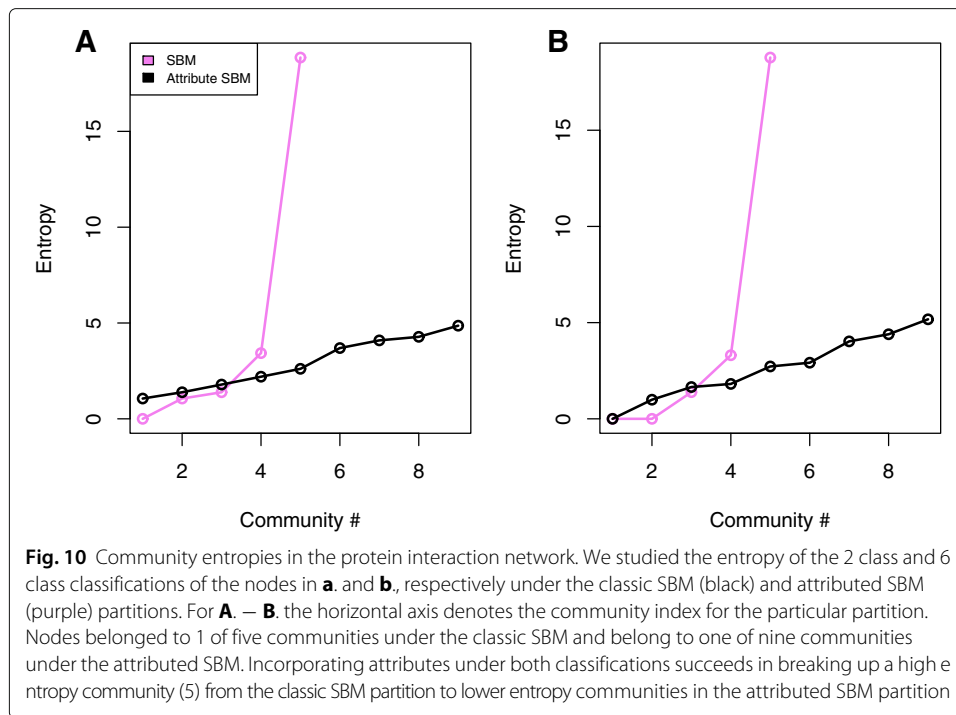 A
B
SBM
Attribute SBM
Entropy
0
5
10
15
2
4
6
8
Community #
Entropy
0
5
10
15
2
4
6
8
Community #
Fig. 10 Community entropies in the protein interaction network. We studied the entropy of the 2 class and 6
class classifications of the nodes in a. and b., respectively under the classic SBM (black) and attributed SBM
(purple) partitions. For A. – B. the horizontal axis denotes the community index for the particular partition.
Nodes belonged to 1 of five communities under the classic SBM and belong to one of nine communities
under the attributed SBM. Incorporating attributes under both classifications succeeds in breaking up a high e
ntropy community (5) from the classic SBM partition to lower entropy communities in the attributed SBM partition